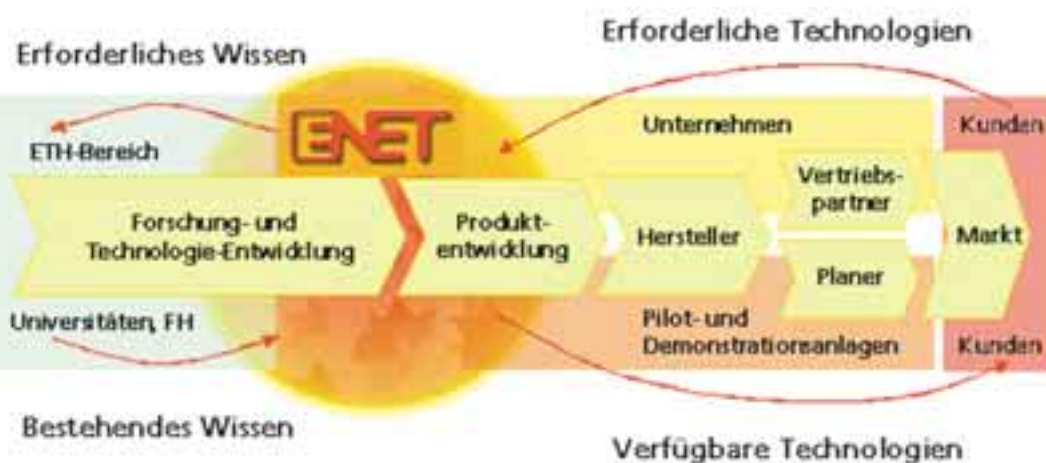 Erforderliches Wissen
Erforderliche Technologien
ENET
Unternehmen
Kunden
ETH-Bereich
Forschung- und
Technologie-Entwicklung
Produkt-
entwicklung
Hersteller
Vertriebs-
partner
Planer
Markt
Universitäten, FH
Pilot- und
Demonstrationsanlagen
Kunden
Bestehendes Wissen
Verfügbare Technologien